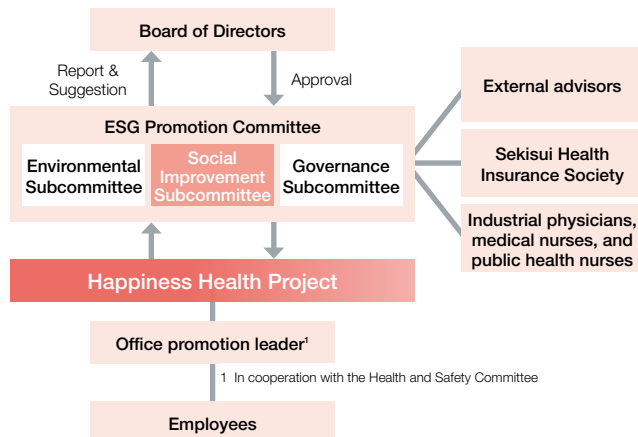 Board of Directors
Report &
Suggestion
Approval
ESG Promotion Committee
Environmental
Subcommittee
Social
Improvement
Subcommittee
Governance
Subcommittee
External advisors
Sekisui Health
Insurance Society
Industrial physicians,
medical nurses, and
public health nurses
Happiness Health Project
Office promotion leader¹
1 In cooperation with the Health and Safety Committee
Employees